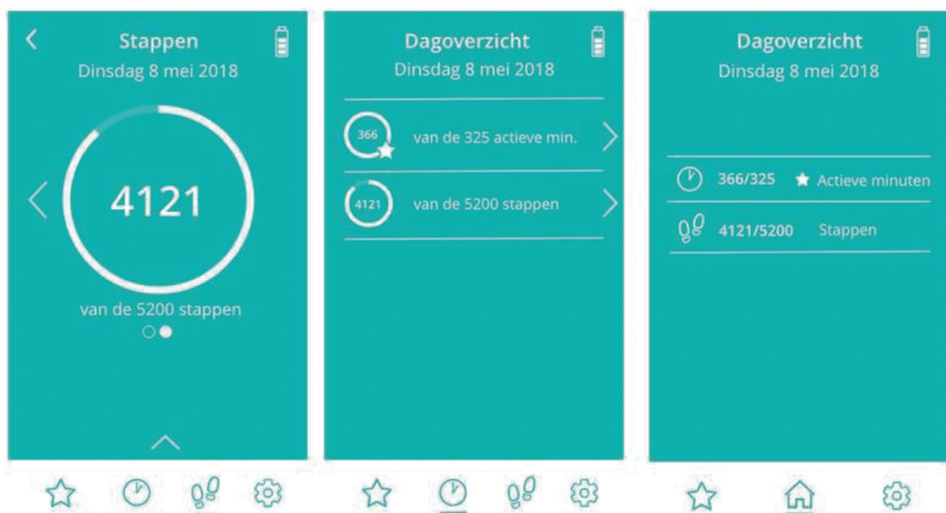 Stappen
Dinsdag 8 mei 2018
4121
van de 5200 stappen
Dagoverzicht
Dinsdag 8 mei 2018
366 van de 325 actieve min.
4121 van de 5200 stappen
Dagoverzicht
Dinsdag 8 mei 2018
366/325 Actieve minuten
4121/5200 Stappen